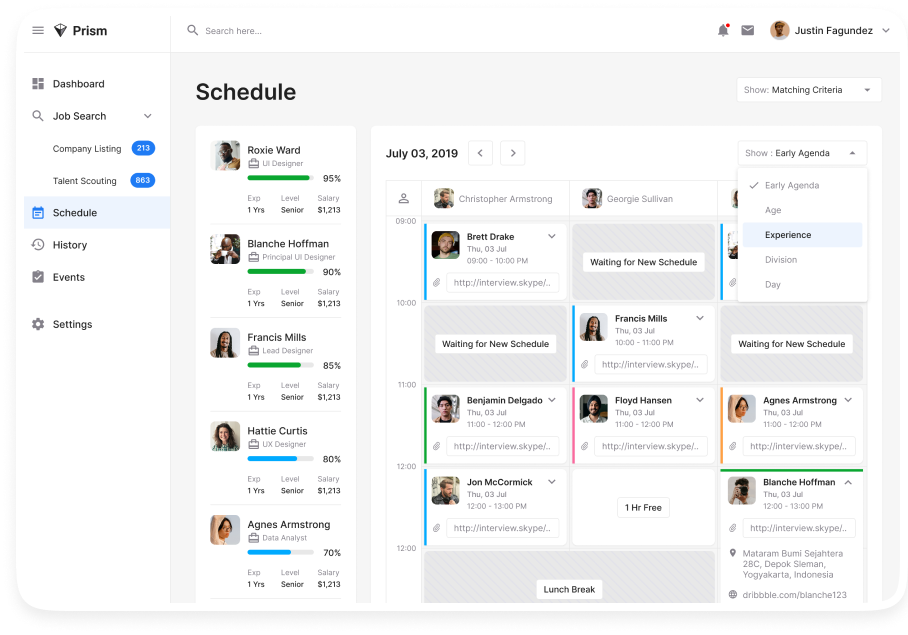 Prism
Search here...
Justin Fagundez
Dashboard
Job Search
Company Listing 213
Talent Scouting 863
Schedule
History
Events
Settings
Schedule
Show: Matching Criteria
Roxie Ward
UI Designer
95%
Exp Level Salary
1 Yrs Senior $1,213
Blanche Hoffman
Principal UI Designer
90%
Exp Level Salary
1 Yrs Senior $1,213
Francis Mills
Lead Designer
85%
Exp Level Salary
1 Yrs Senior $1,213
Hattie Curtis
UX Designer
80%
Exp Level Salary
1 Yrs Senior $1,213
Agnes Armstrong
Data Analyst
70%
Exp Level Salary
1 Yrs Senior $1,213
July 03, 2019
Show : Early Agenda
Early Agenda
Age
Experience
Division
Day
Christopher Armstrong
Georgie Sullivan
09:00
Brett Drake
Thu, 03 Jul
09:00 - 10:00 PM
http://interview.skype/..
Waiting for New Schedule
10:00
Waiting for New Schedule
Francis Mills
Thu, 03 Jul
10:00 - 11:00 PM
http://interview.skype/..
Waiting for New Schedule
11:00
Benjamin Delgado
Thu, 03 Jul
11:00 - 12:00 PM
http://interview.skype/..
Floyd Hansen
Thu, 03 Jul
11:00 - 12:00 PM
http://interview.skype/..
Agnes Armstrong
Thu, 03 Jul
11:00 - 12:00 PM
http://interview.skype/..
12:00
Jon McCormick
Thu, 03 Jul
12:00 - 13:00 PM
http://interview.skype/..
1 Hr Free
Blanche Hoffman
Thu, 03 Jul
12:00 - 13:00 PM
http://interview.skype/..
Mataram Bumi Sejahtera
28C, Depok Sleman,
Yogyakarta, Indonesia
dribbble.com/blanche123
12:00
Lunch Break